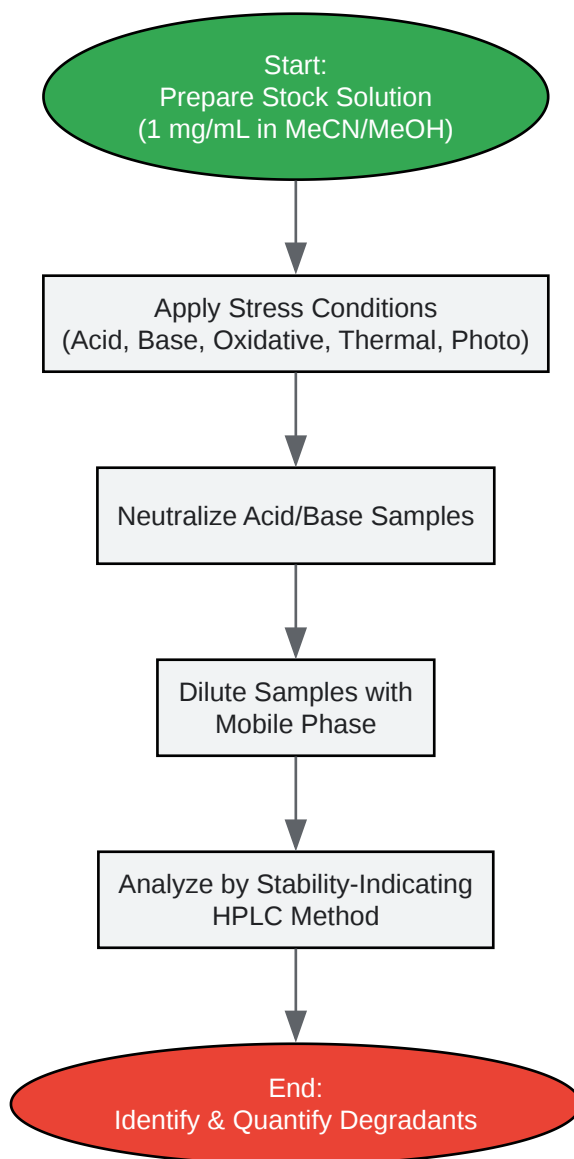 Start:
Prepare Stock Solution
(1 mg/mL in MeCN/MeOH)
Apply Stress Conditions
(Acid, Base, Oxidative, Thermal, Photo)
Neutralize Acid/Base Samples
Dilute Samples with
Mobile Phase
Analyze by Stability-Indicating
HPLC Method
End:
Identify & Quantify Degradants